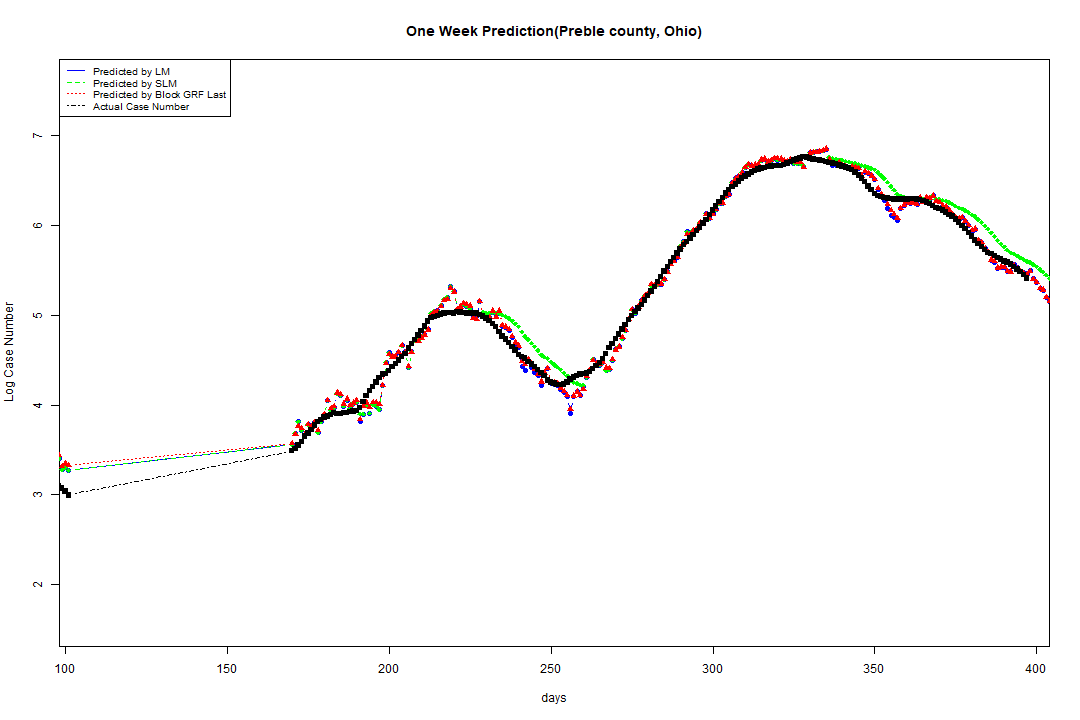 One Week Prediction(Preble county, Ohio)
Predicted by LM
Predicted by SLM
Predicted by Block GRF Last
Actual Case Number
7
6
5
4
3
2
Log Case Number
100 150 200 250 300 350 400
days